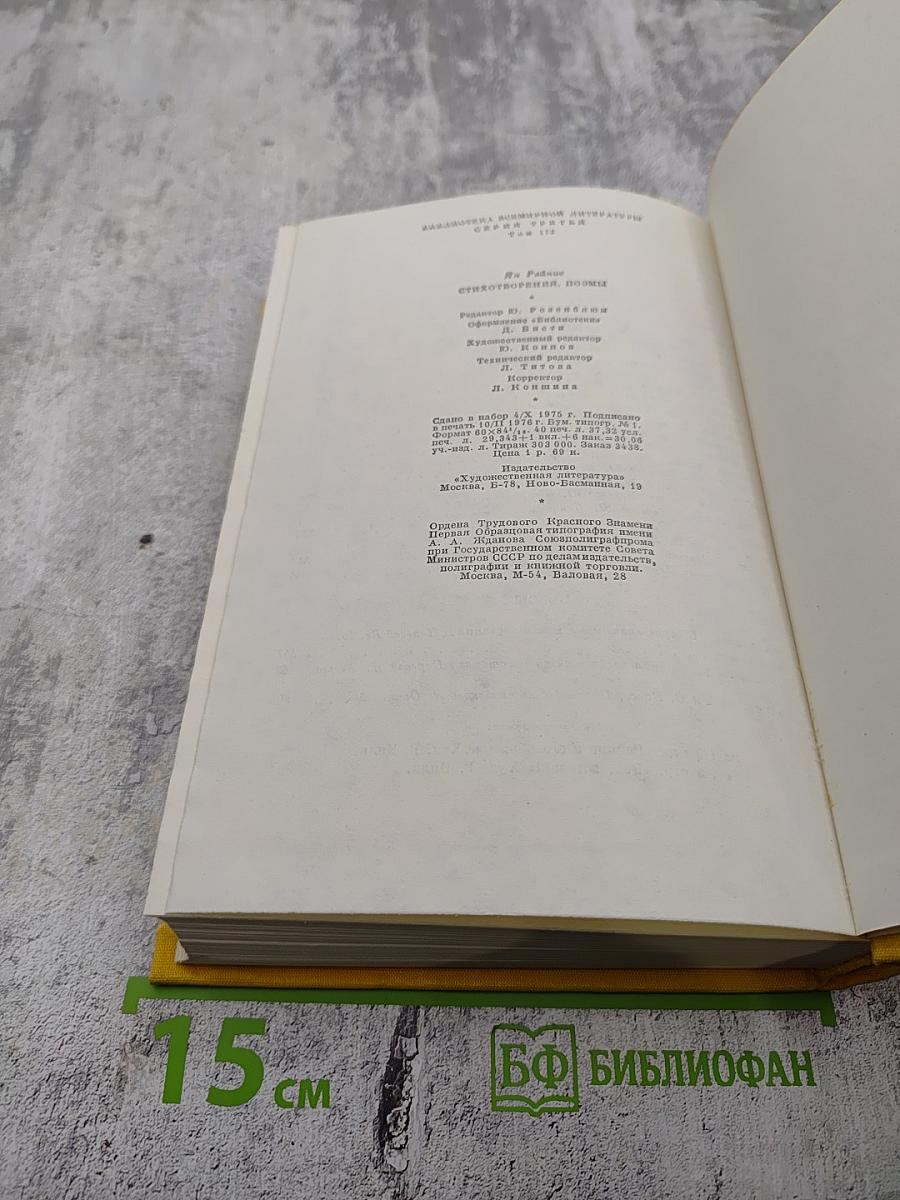 БИБЛИОТЕКА ВСЕМИРНОЙ ЛИТЕРАТУРЫ
СЕРИЯ ТРЕТЬЯ
Том 172
Ян Райнис
СТИХОТВОРЕНИЯ. ПОЭМЫ
*
Редактор Ю. Розенблюм
Оформление «Библиотеки»
Д. Бисти
Художественный редактор
Ю. Коннов
Технический редактор
Л. Титова
Корректор
Л. Коншина
*
Сдано в набор 4/X 1975 г. Подписано
в печать 10/II 1976 г. Бум. типогр. № 1.
Формат 60×84¹/₁₆. 40 печ. л. 37,32 усл.
печ. л. 29,343+1 вкл.+6 нак.=30,06
уч.-изд. л. Тираж 303 000. Заказ 3438.
Цена 1 р. 69 к.
Издательство
«Художественная литература»
Москва, Б-78, Ново-Басманная, 19
*
Ордена Трудового Красного Знамени
Первая Образцовая типография имени
А. А. Жданова Союзполиграфпрома
при Государственном комитете Совета
Министров СССР по делам издательств,
полиграфии и книжной торговли.
Москва, М-54, Валовая, 28
15 см
БФ БИБЛИОФАН